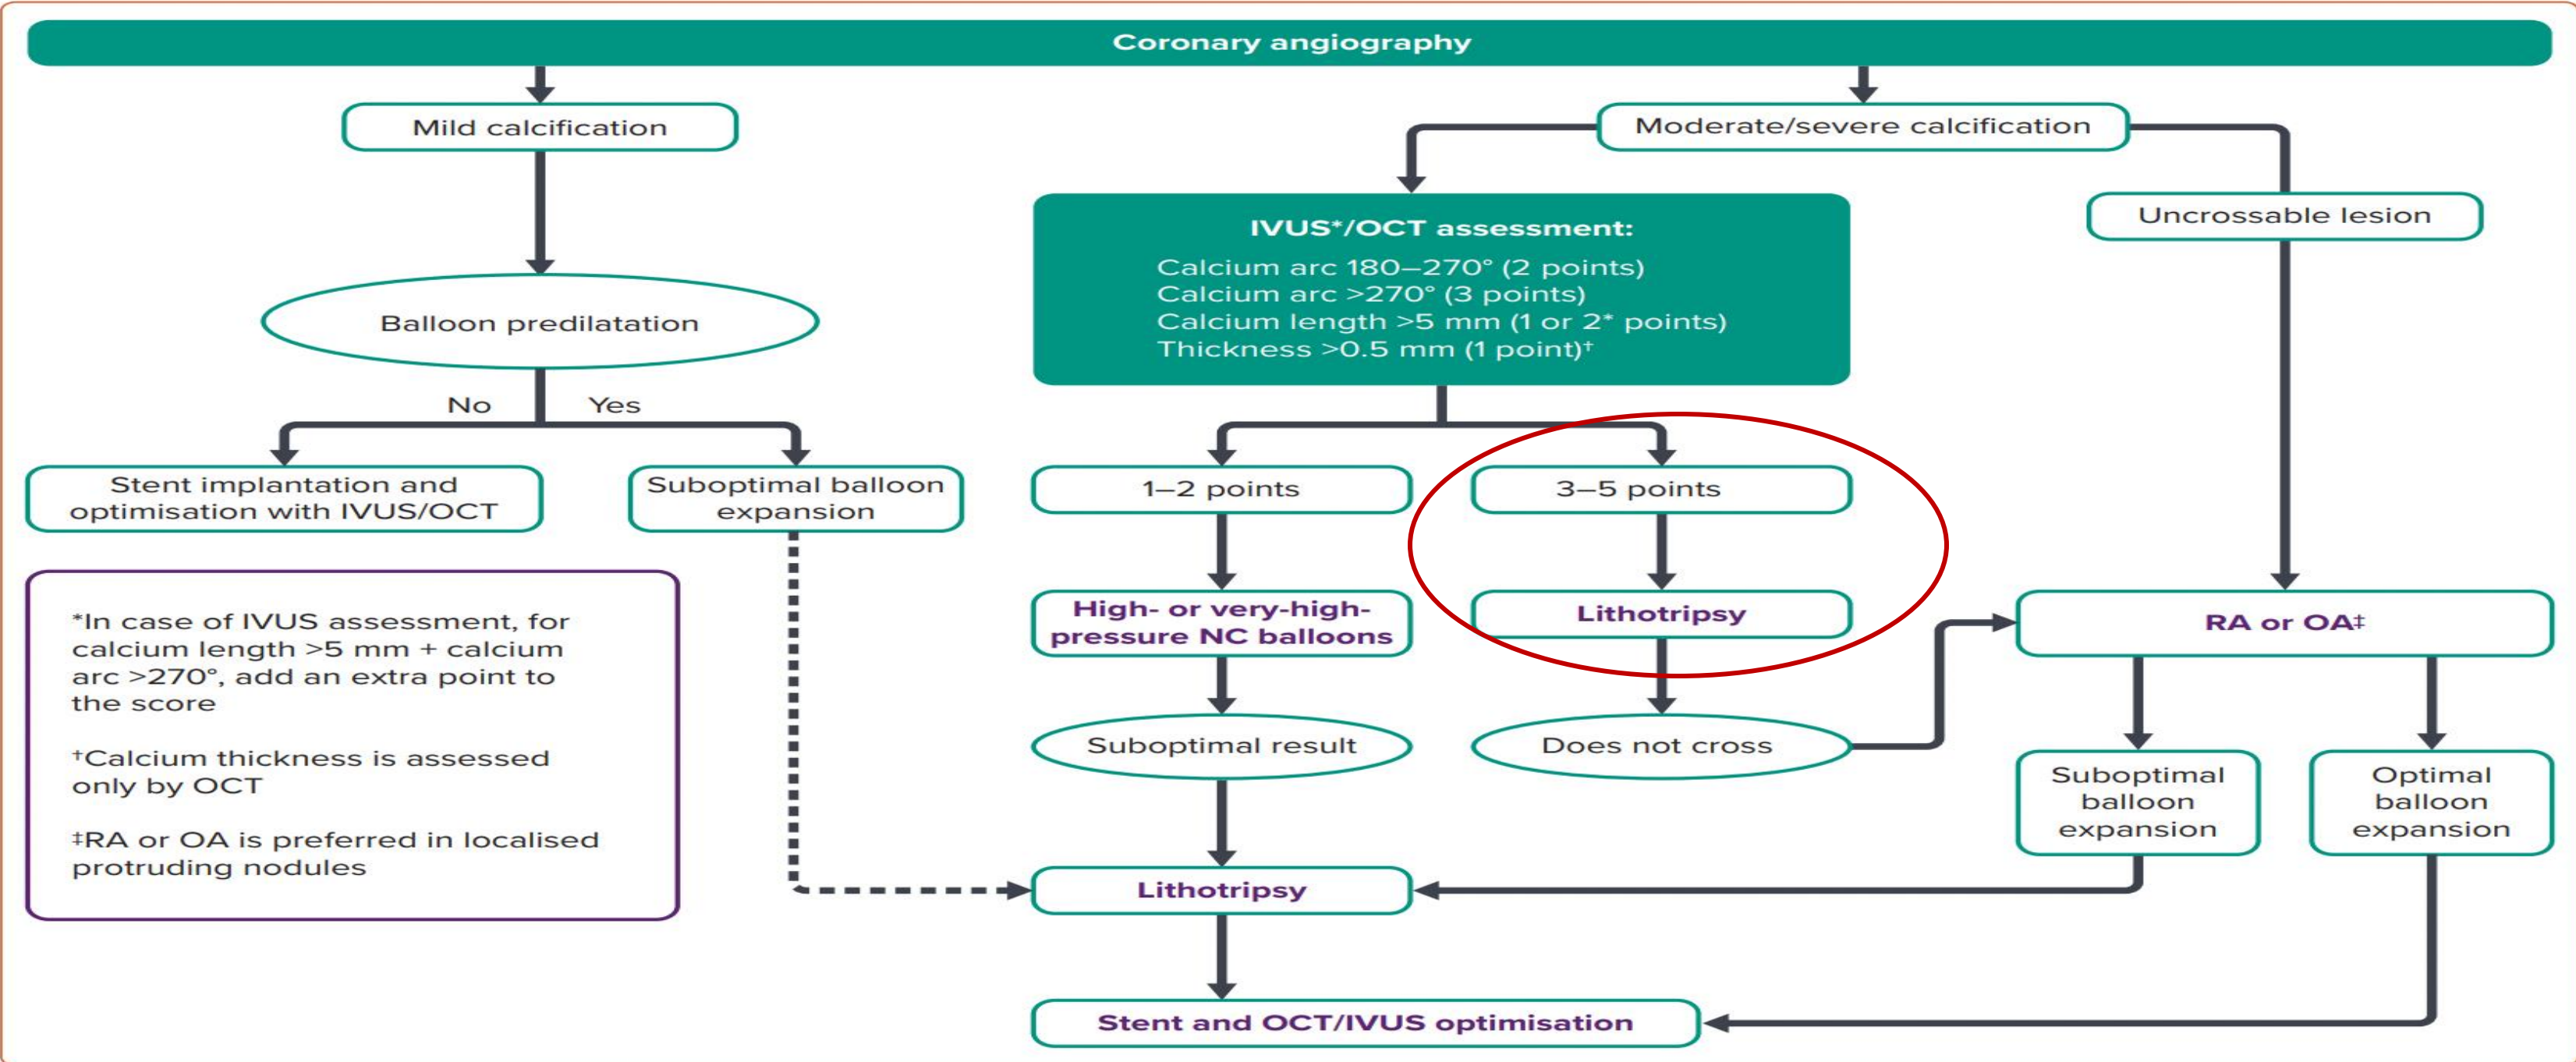 Coronary angiography
Mild calcification
Moderate/severe calcification
IVUS*/OCT assessment:
Calcium arc 180–270° (2 points)
Calcium arc >270° (3 points)
Calcium length >5 mm (1 or 2* points)
Thickness >0.5 mm (1 point)†
Uncrossable lesion
Balloon predilatation
No
Yes
Stent implantation and
optimisation with IVUS/OCT
Suboptimal balloon
expansion
1–2 points
3–5 points
High- or very-high-
pressure NC balloons
Lithotripsy
RA or OA‡
*In case of IVUS assessment, for
calcium length >5 mm + calcium
arc >270°, add an extra point to
the score
†Calcium thickness is assessed
only by OCT
‡RA or OA is preferred in localised
protruding nodules
Suboptimal result
Does not cross
Suboptimal
balloon
expansion
Optimal
balloon
expansion
Lithotripsy
Stent and OCT/IVUS optimisation